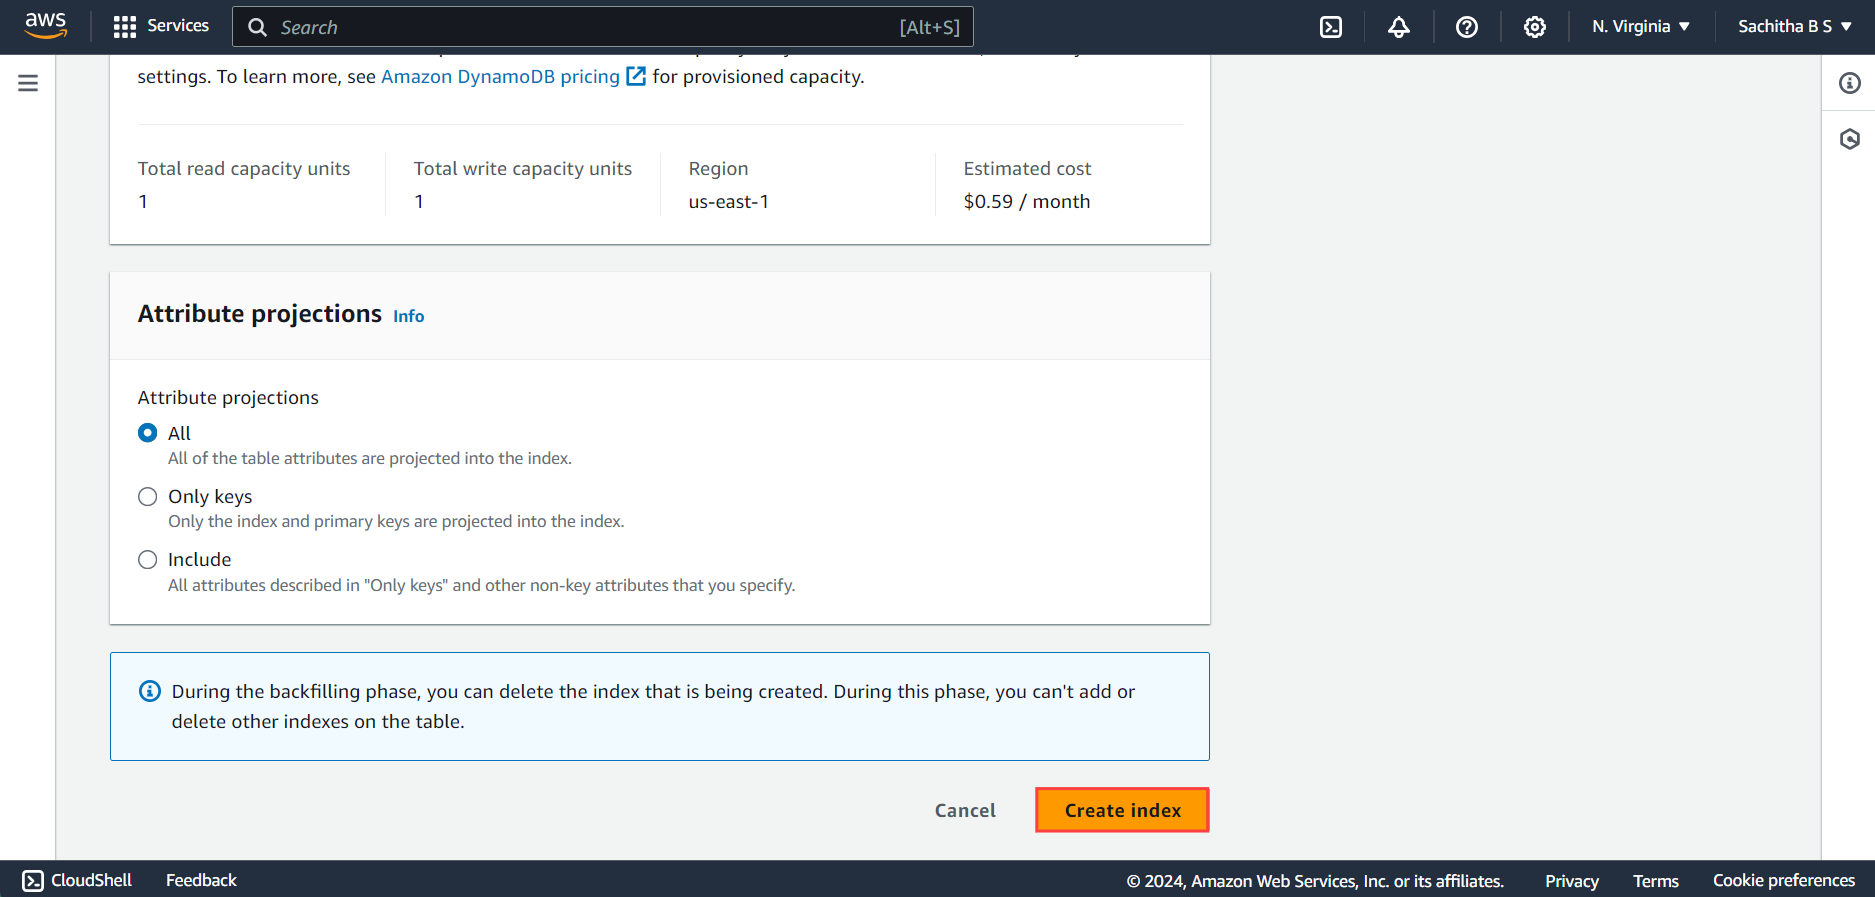 aws
Services
Search
[Alt+S]
N. Virginia
Sachitha B S
settings. To learn more, see Amazon DynamoDB pricing for provisioned capacity.
Total read capacity units
1
Total write capacity units
1
Region
us-east-1
Estimated cost
$0.59 / month
Attribute projections Info
Attribute projections
All
All of the table attributes are projected into the index.
Only keys
Only the index and primary keys are projected into the index.
Include
All attributes described in "Only keys" and other non-key attributes that you specify.
During the backfilling phase, you can delete the index that is being created. During this phase, you can't add or
delete other indexes on the table.
Cancel
Create index
CloudShell
Feedback
© 2024, Amazon Web Services, Inc. or its affiliates.
Privacy
Terms
Cookie preferences